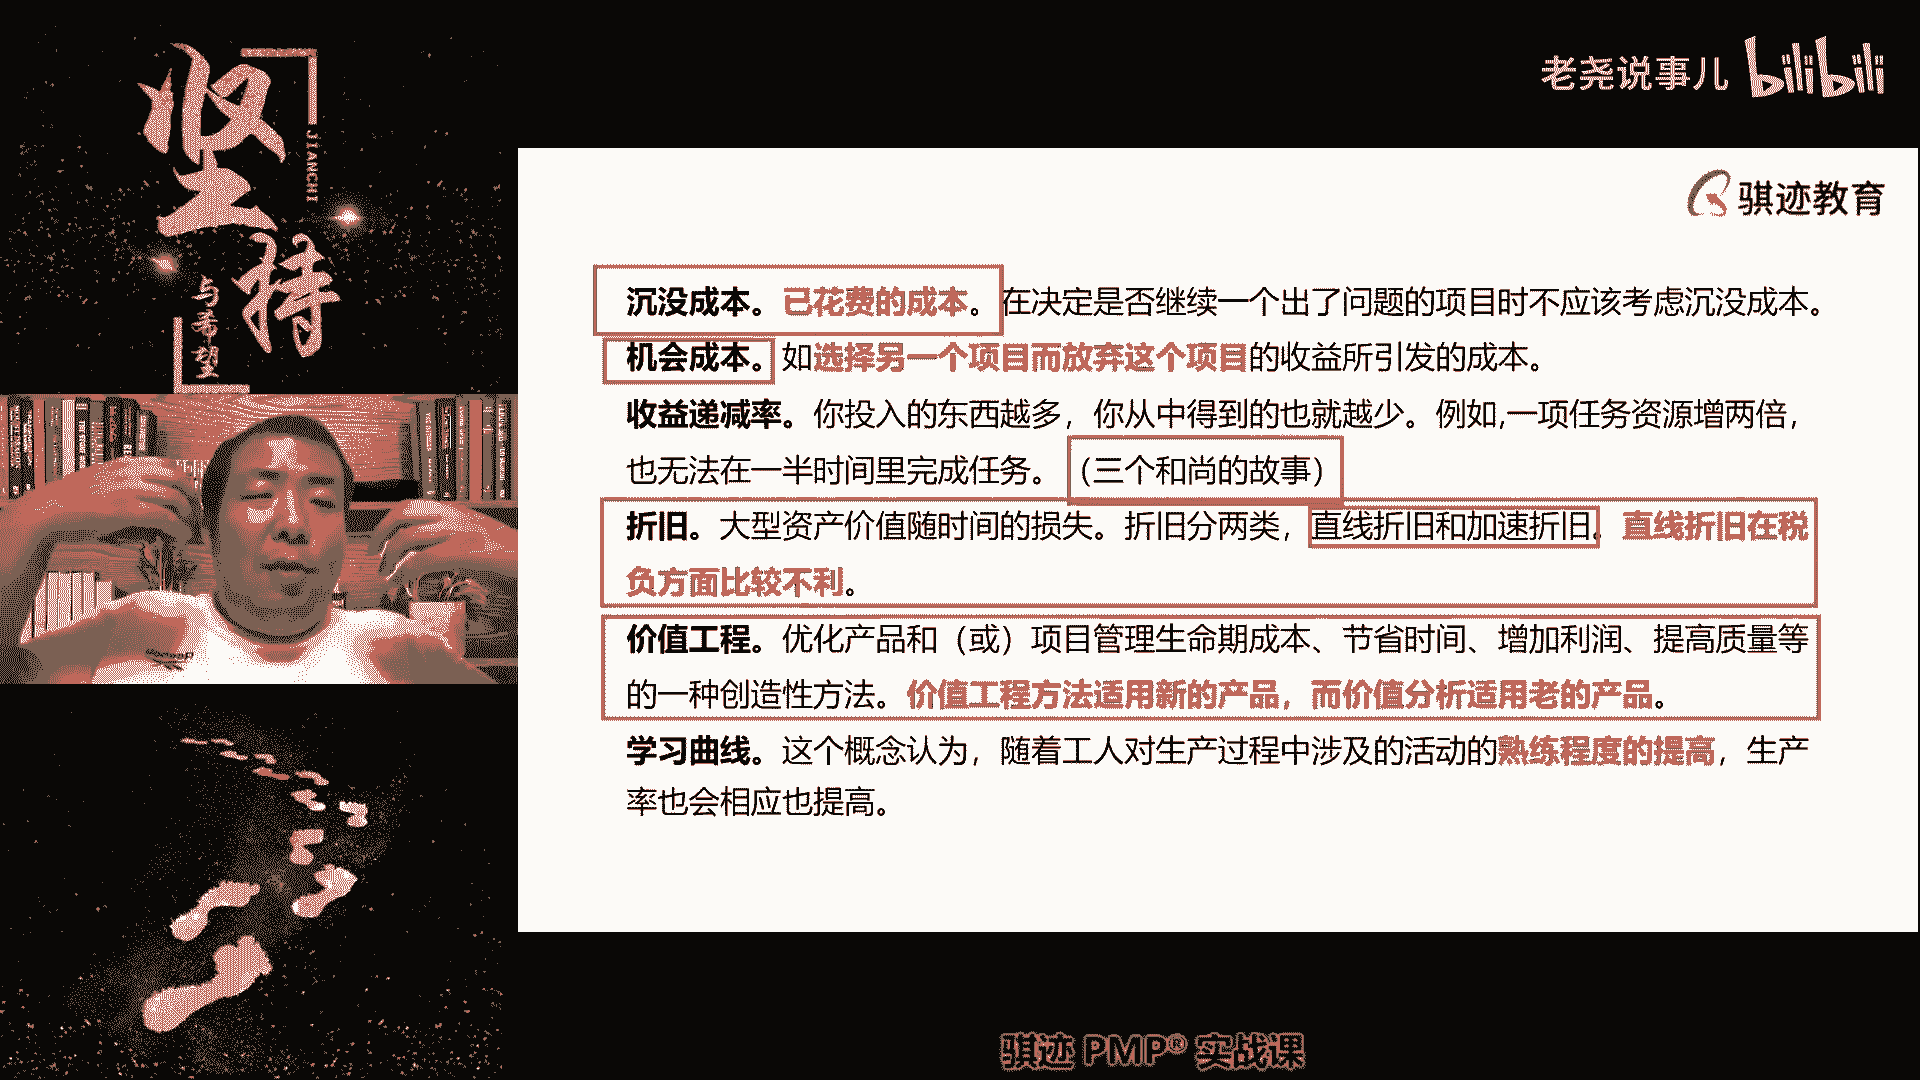 坚持
JIANCHI
与希望
老尧说事儿 bilibili
骐迹教育
沉没成本。已花费的成本。在决定是否继续一个出了问题的项目时不应该考虑沉没成本。
机会成本。如选择另一个项目而放弃这个项目的收益所引发的成本。
收益递减率。你投入的东西越多，你从中得到的也就越少。例如,一项任务资源增两倍，
也无法在一半时间里完成任务。（三个和尚的故事）
折旧。大型资产价值随时间的损失。折旧分两类，直线折旧和加速折旧。直线折旧在税
负方面比较不利。
价值工程。优化产品和（或）项目管理生命期成本、节省时间、增加利润、提高质量等
的一种创造性方法。价值工程方法适用新的产品，而价值分析适用老的产品。
学习曲线。这个概念认为，随着工人对生产过程中涉及的活动的熟练程度的提高，生产
率也会相应也提高。
骐迹 PMP® 实战课